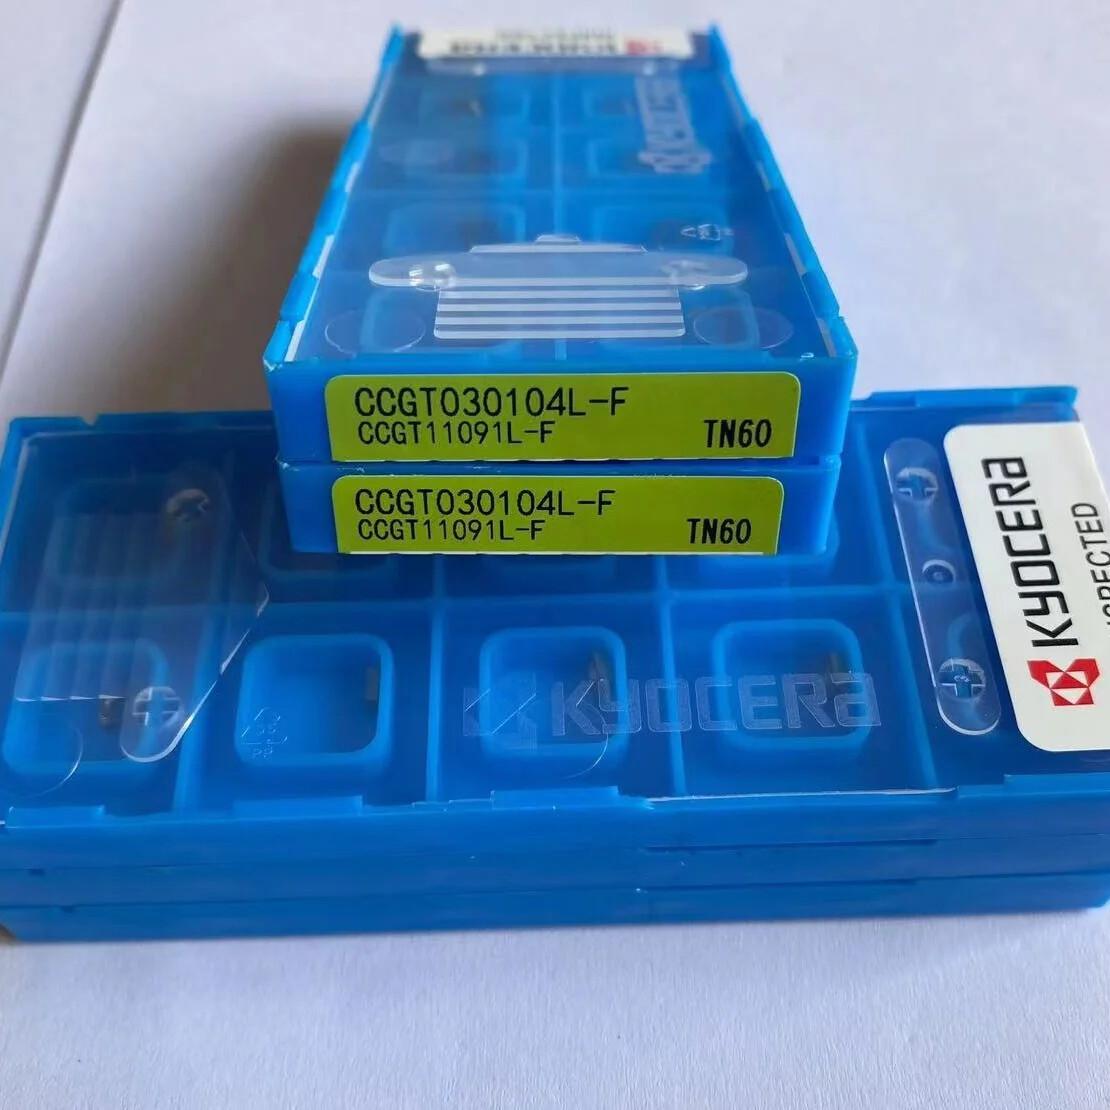 KYOCERA
CCGT030104L-F
CCGT11091L-F
TN60
CCGT030104L-F
CCGT11091L-F
TN60
KYOCERA
KYOCERA